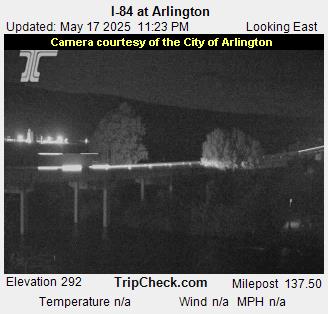 I-84 at Arlington
Updated: May 17 2025 11:23 PM Looking East
Camera courtesy of the City of Arlington
Elevation 292 TripCheck.com Milepost 137.50
Temperature n/a Wind n/a MPH n/a